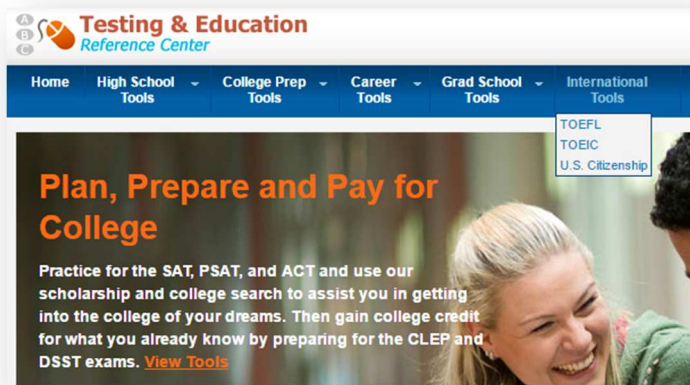 A
B
C
Testing & Education
Reference Center
Home
High School
Tools
College Prep
Tools
Career
Tools
Grad School
Tools
International
Tools
TOEFL
TOEIC
U.S. Citizenship
Plan, Prepare and Pay for
College
Practice for the SAT, PSAT, and ACT and use our
scholarship and college search to assist you in getting
into the college of your dreams. Then gain college credit
for what you already know by preparing for the CLEP and
DSST exams. View Tools